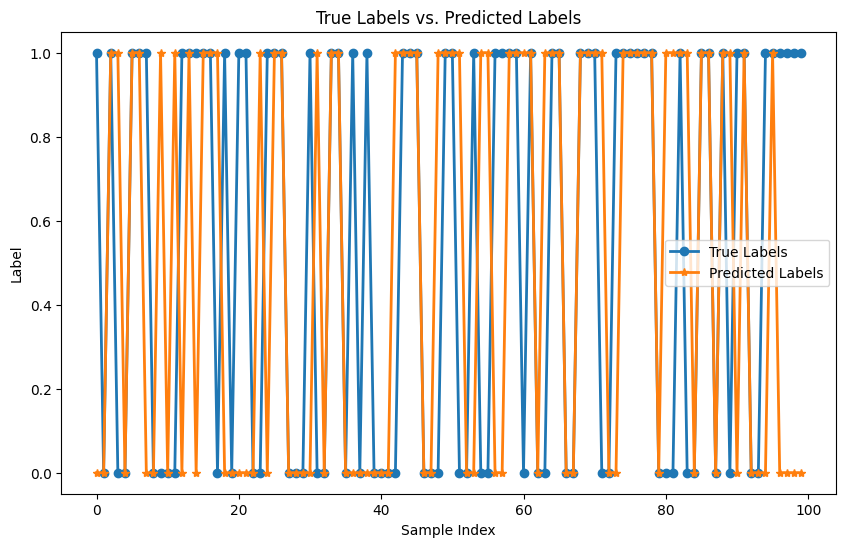 True Labels vs. Predicted Labels
1.0
0.8
0.6
0.4
0.2
0.0
Label
True Labels
Predicted Labels
0
20
40
60
80
100
Sample Index